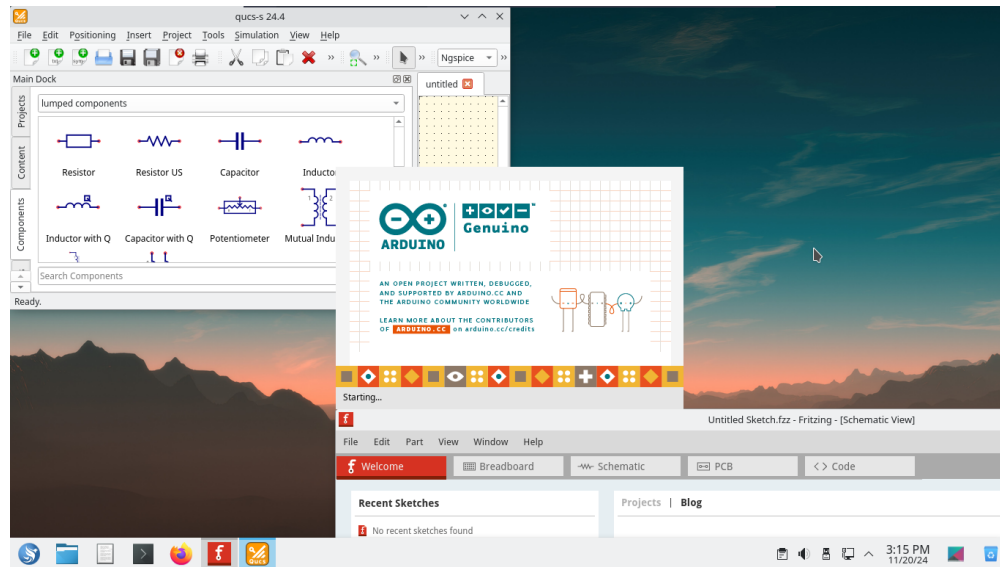 qucs-s 24.4
File Edit Positioning Insert Project Tools Simulation View Help
Ngspice
Main Dock
untitled
Projects
Content
Components
lumped components
Resistor Resistor US Capacitor Inducto
Inductor with Q Capacitor with Q Potentiometer Mutual Indu
Search Components
Ready.
ARDUINO
Genuino
AN OPEN PROJECT WRITTEN, DEBUGGED,
AND SUPPORTED BY ARDUINO.CC AND
THE ARDUINO COMMUNITY WORLDWIDE
LEARN MORE ABOUT THE CONTRIBUTORS
OF ARDUINO.CC on arduino.cc/credits
Starting...
Untitled Sketch.fzz - Fritzing - [Schematic View]
File Edit Part View Window Help
Welcome Breadboard Schematic PCB Code
Recent Sketches
No recent sketches found
Projects | Blog
3:15 PM
11/20/24